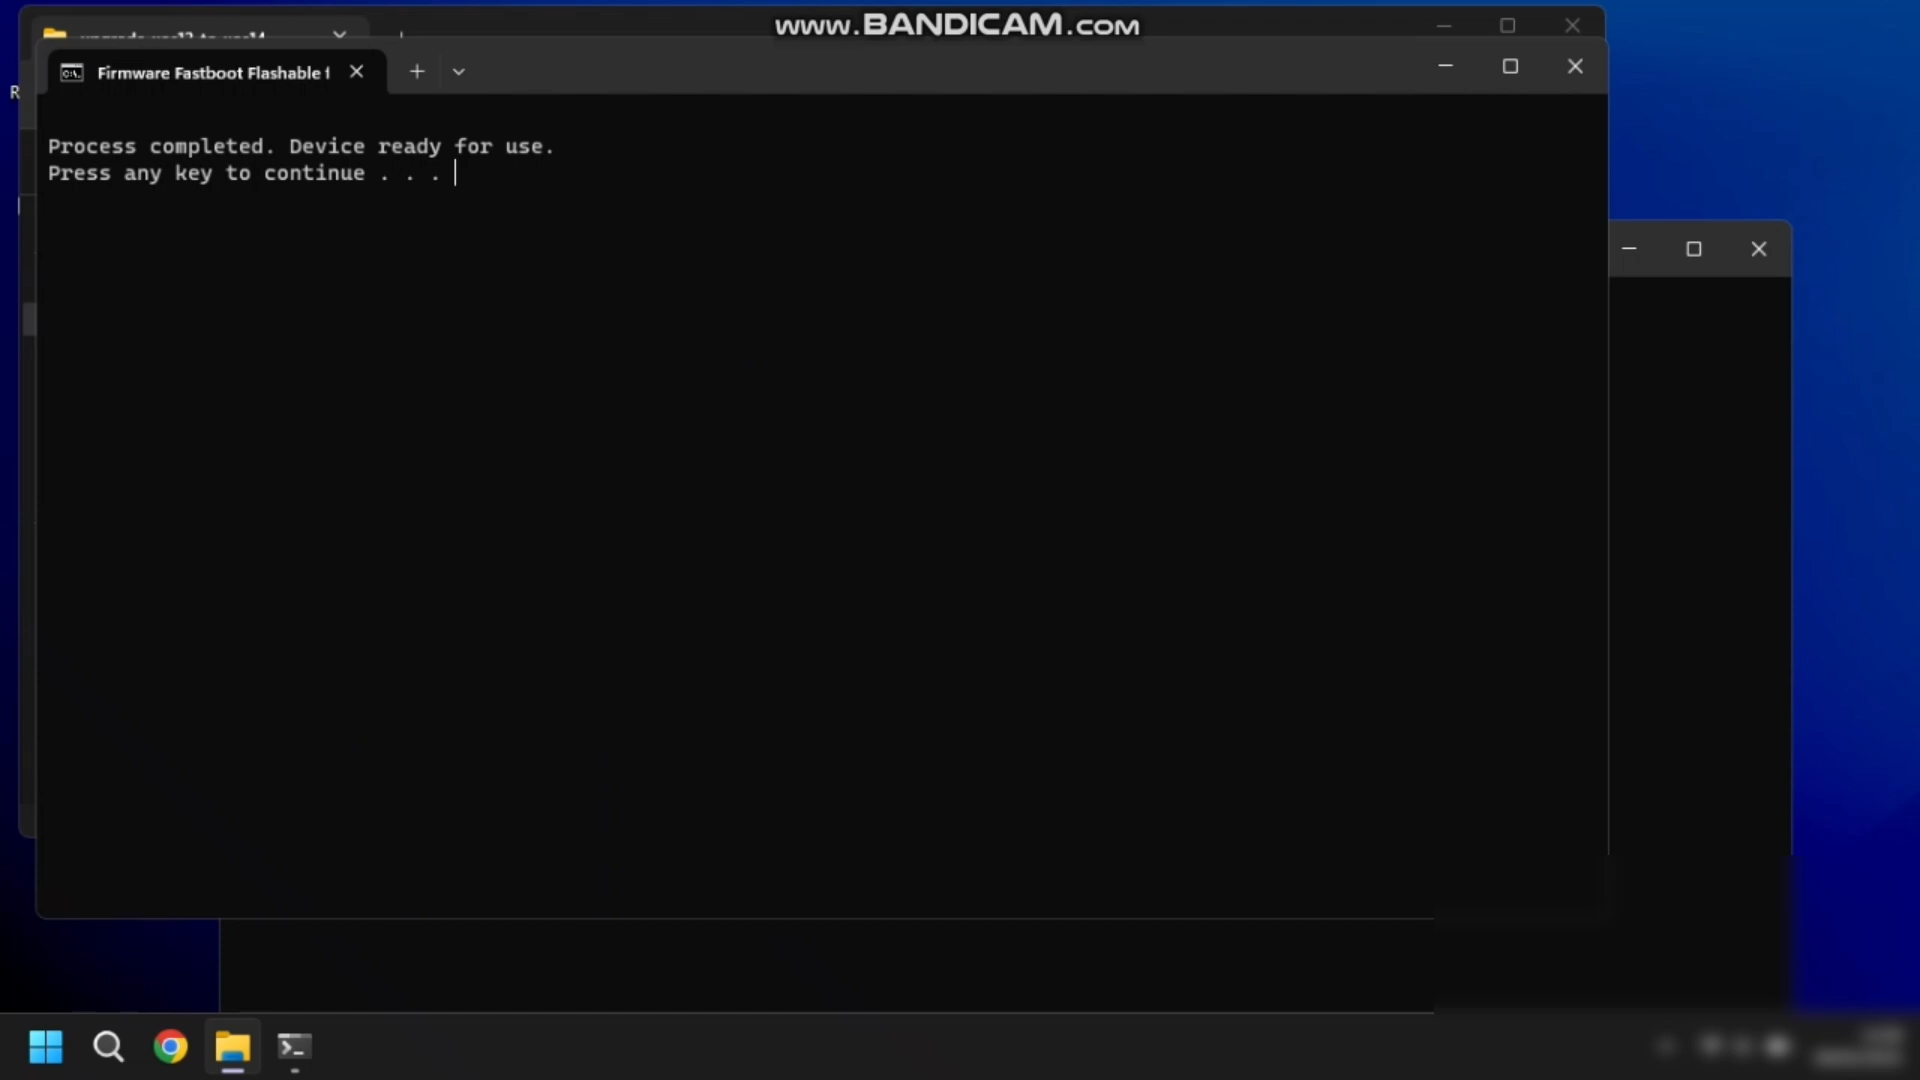 www.BANDICAM.com
R
Firmware Fastboot Flashable f
Process completed. Device ready for use.
Press any key to continue . . .